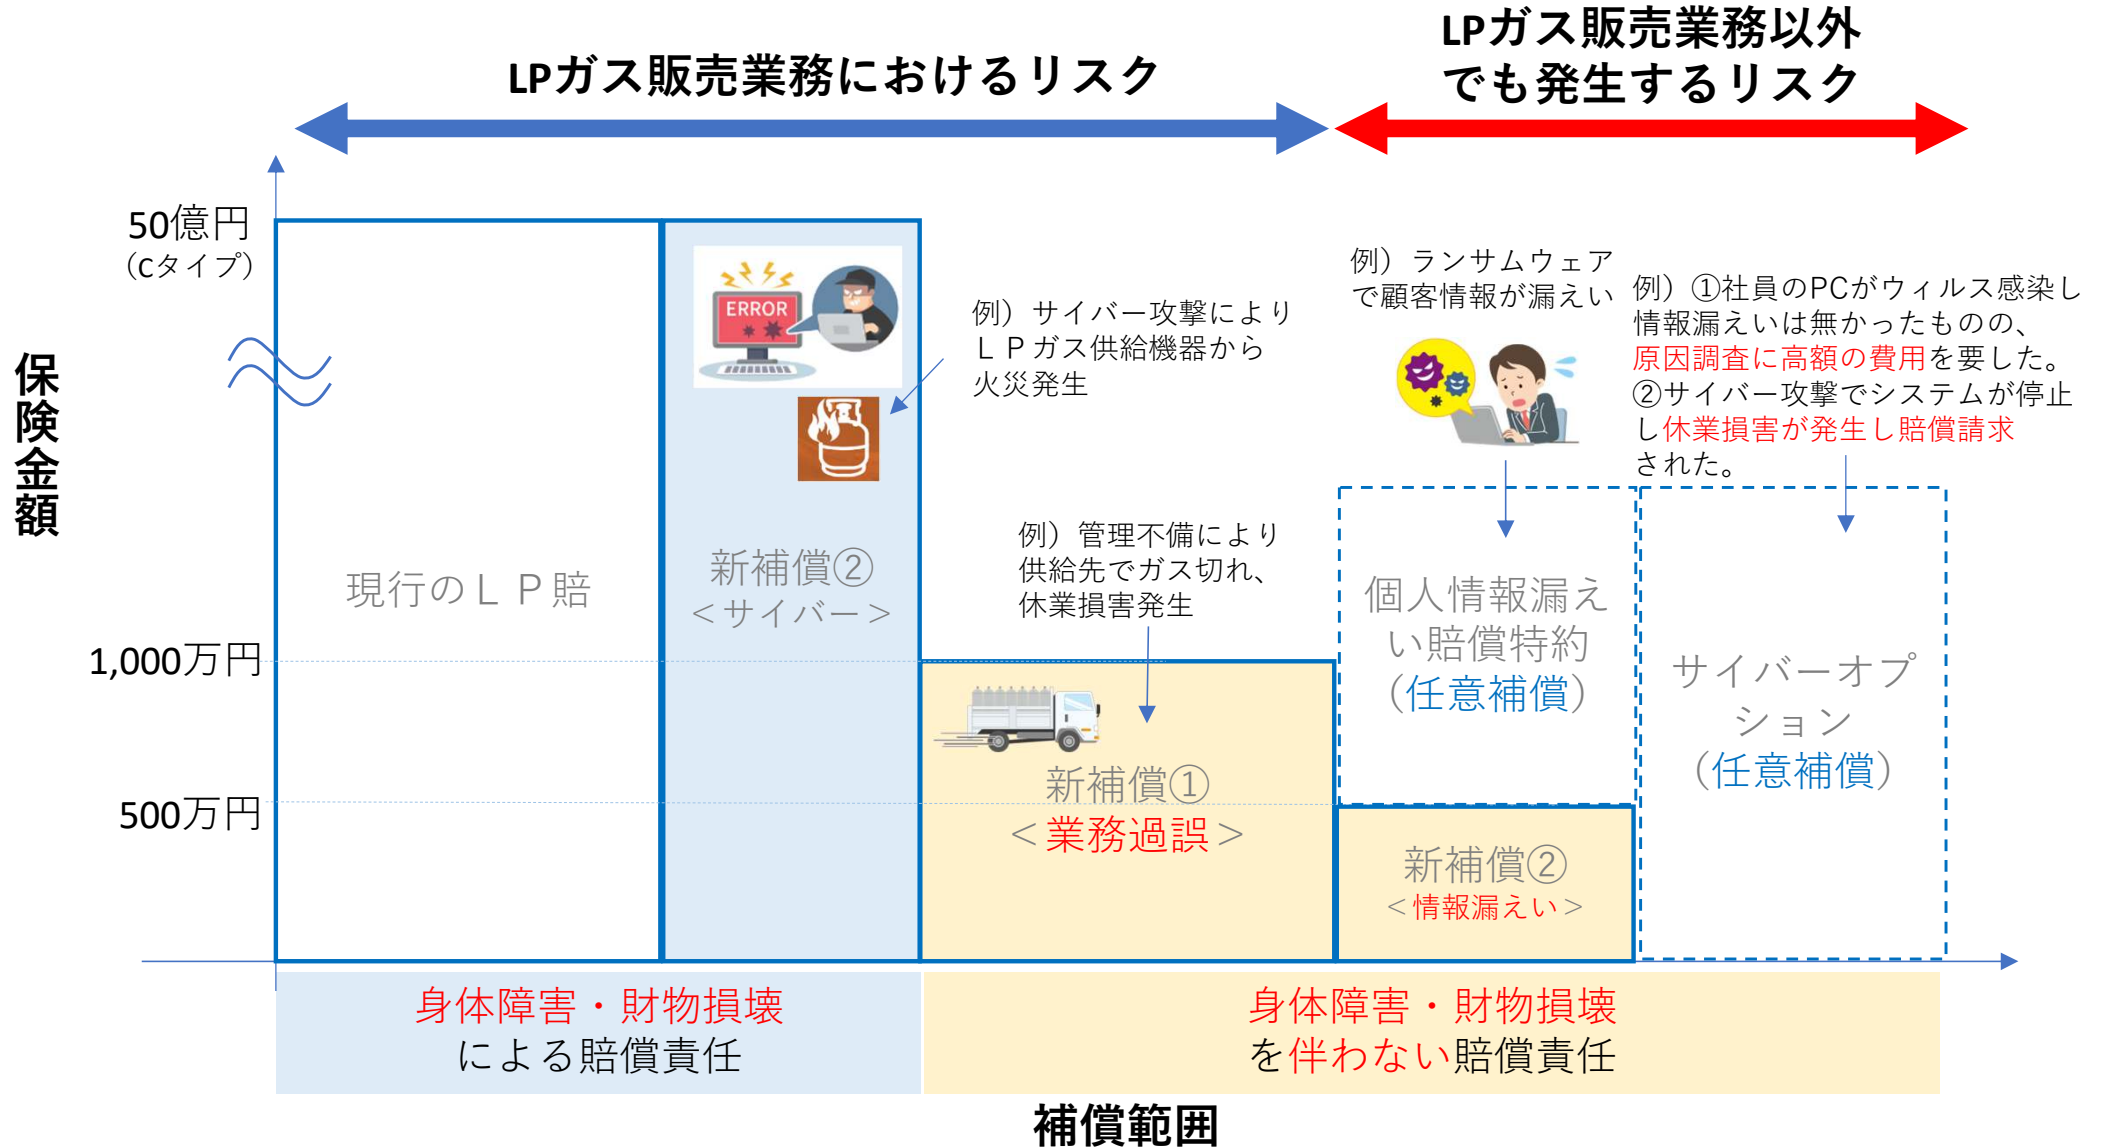 LPガス販売業務におけるリスク
LPガス販売業務以外
でも発生するリスク
保険金額
50億円
（Cタイプ）
1,000万円
500万円
現行のＬＰ賠
ERROR
新補償②
＜サイバー＞
例）サイバー攻撃により
ＬＰガス供給機器から
火災発生
例）管理不備により
供給先でガス切れ、
休業損害発生
新補償①
＜業務過誤＞
例）ランサムウェア
で顧客情報が漏えい
個人情報漏え
い賠償特約
（任意補償）
新補償②
＜情報漏えい＞
例）①社員のPCがウィルス感染し
情報漏えいは無かったものの、
原因調査に高額の費用を要した。
②サイバー攻撃でシステムが停止
し休業損害が発生し賠償請求
された。
サイバーオプ
ション
（任意補償）
身体障害・財物損壊
による賠償責任
身体障害・財物損壊
を伴わない賠償責任
補償範囲